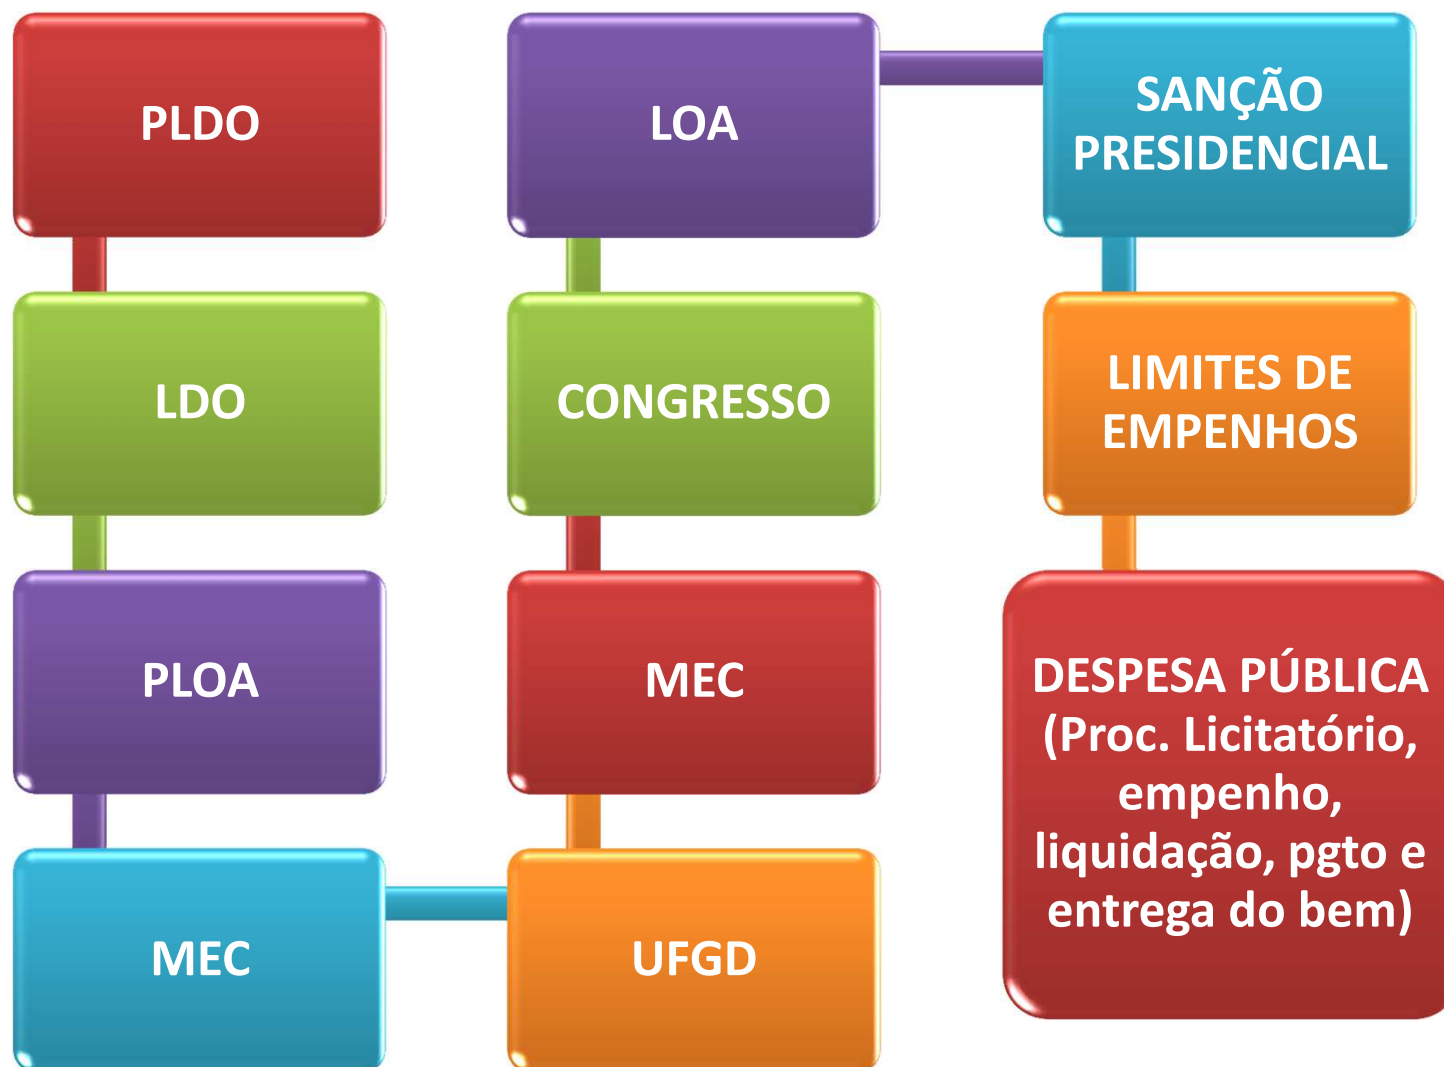 PLDO
LDO
PLOA
MEC
UFGD
MEC
CONGRESSO
LOA
SANÇÃO
PRESIDENCIAL
LIMITES DE
EMPENHOS
DESPESA PÚBLICA
(Proc. Licitatório,
empenho,
liquidação, pgto e
entrega do bem)